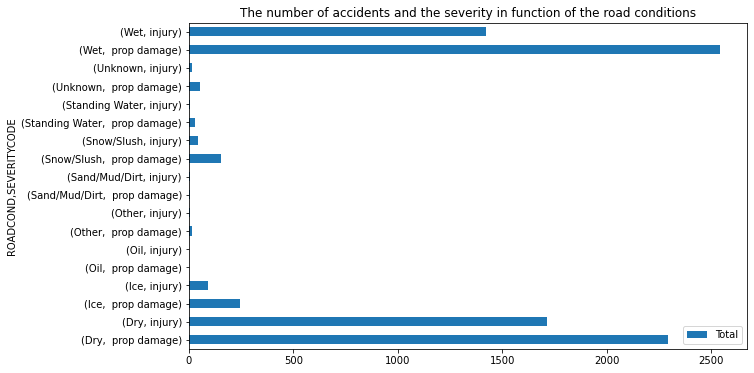 The number of accidents and the severity in function of the road conditions
(Wet, injury)
(Wet,  prop damage)
(Unknown, injury)
(Unknown,  prop damage)
(Standing Water, injury)
(Standing Water,  prop damage)
(Snow/Slush, injury)
(Snow/Slush,  prop damage)
(Sand/Mud/Dirt, injury)
(Sand/Mud/Dirt,  prop damage)
(Other, injury)
(Other,  prop damage)
(Oil, injury)
(Oil,  prop damage)
(Ice, injury)
(Ice,  prop damage)
(Dry, injury)
(Dry,  prop damage)
ROADCOND,SEVERITYCODE
Total
0 500 1000 1500 2000 2500